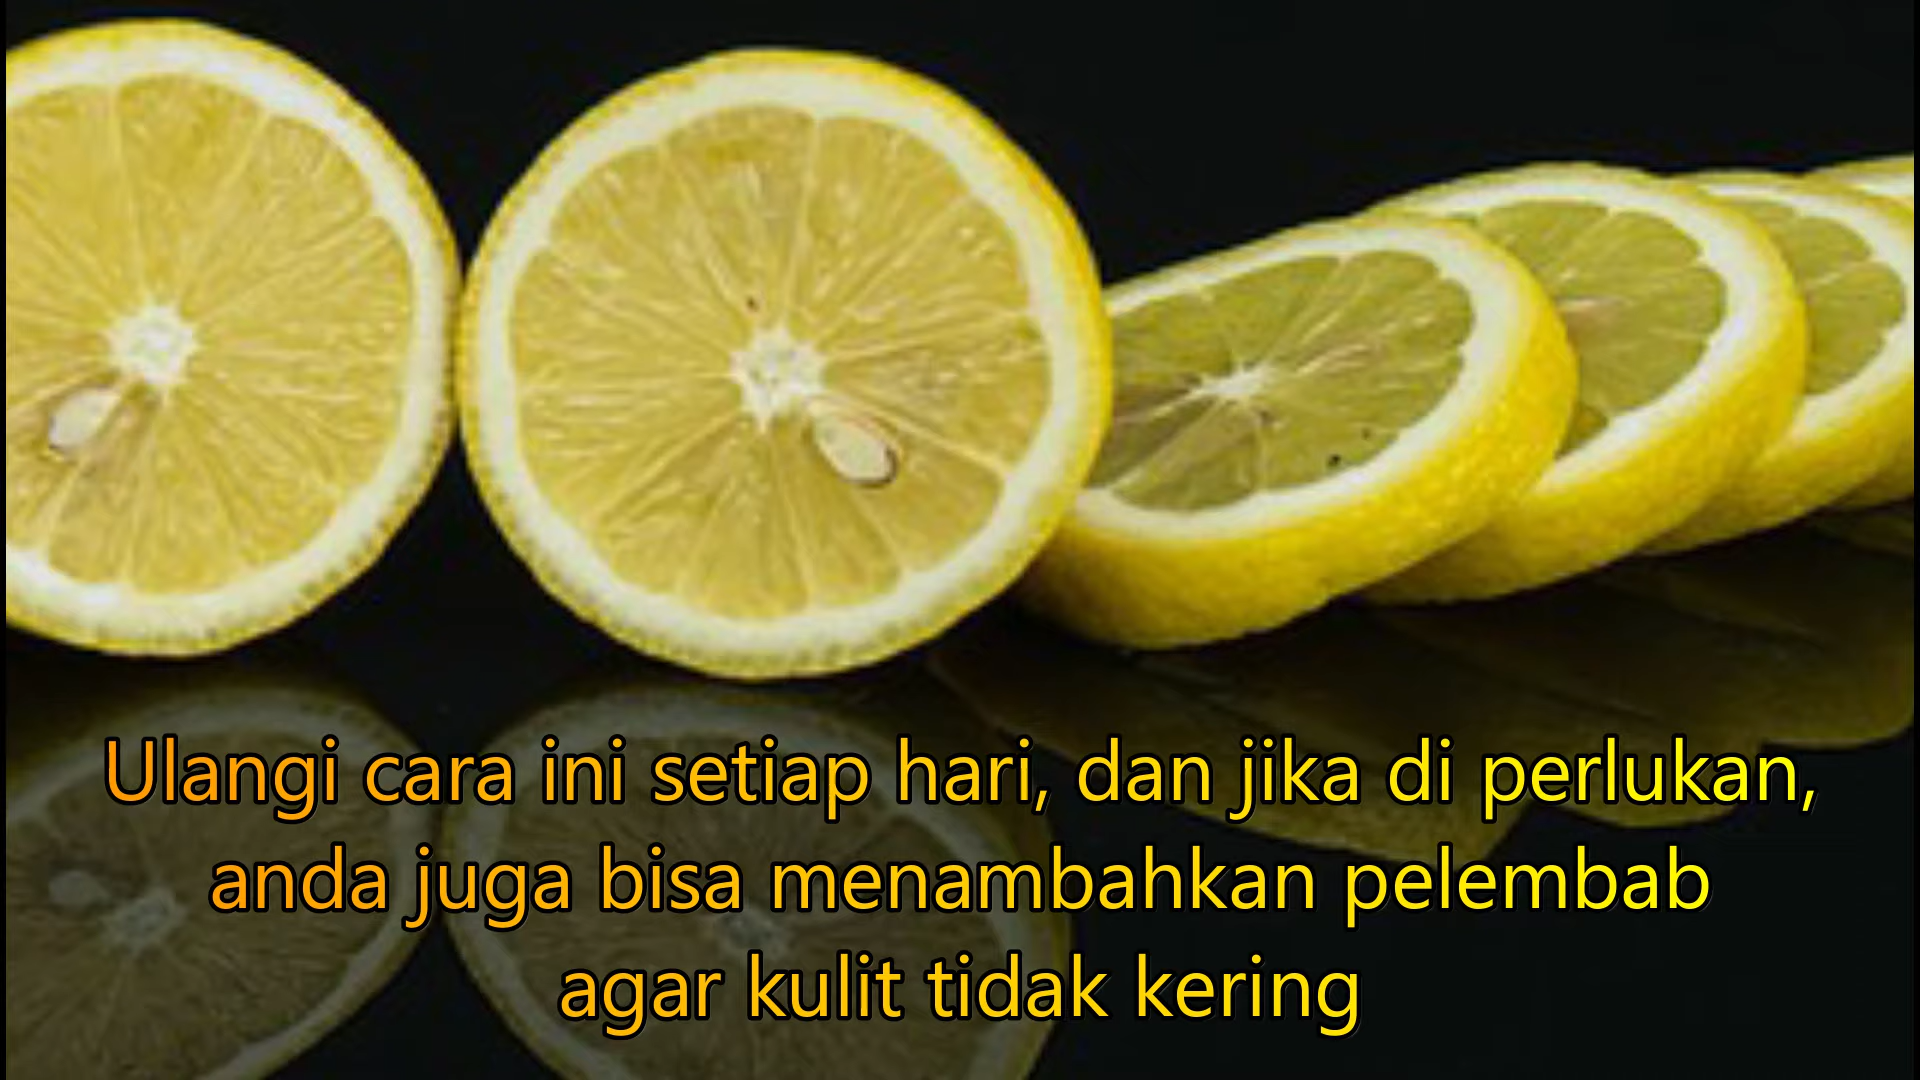 Ulangi cara ini setiap hari, dan jika di perlukan,
anda juga bisa menambahkan pelembab
agar kulit tidak kering